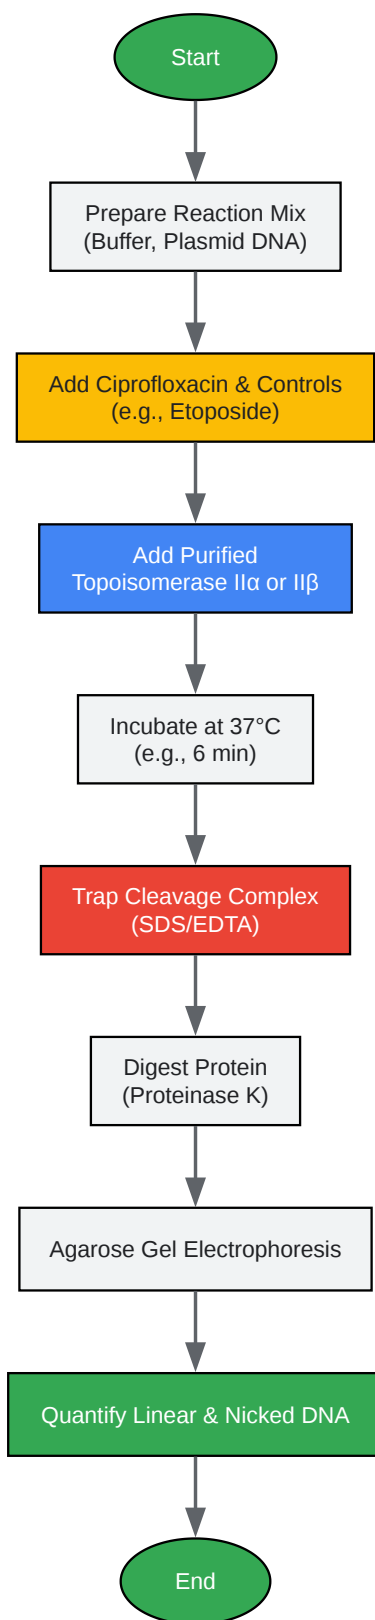 Start
Prepare Reaction Mix
(Buffer, Plasmid DNA)
Add Ciprofloxacin & Controls
(e.g., Etoposide)
Add Purified
Topoisomerase IIα or IIβ
Incubate at 37°C
(e.g., 6 min)
Trap Cleavage Complex
(SDS/EDTA)
Digest Protein
(Proteinase K)
Agarose Gel Electrophoresis
Quantify Linear & Nicked DNA
End